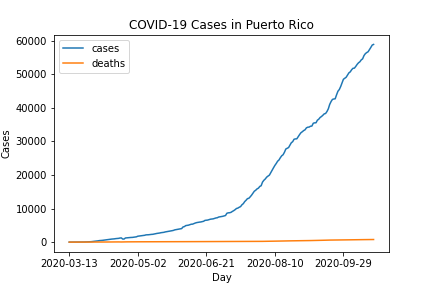 COVID-19 Cases in Puerto Rico
60000
50000
40000
30000
20000
10000
0
Cases
cases
deaths
2020-03-13 2020-05-02 2020-06-21 2020-08-10 2020-09-29
Day